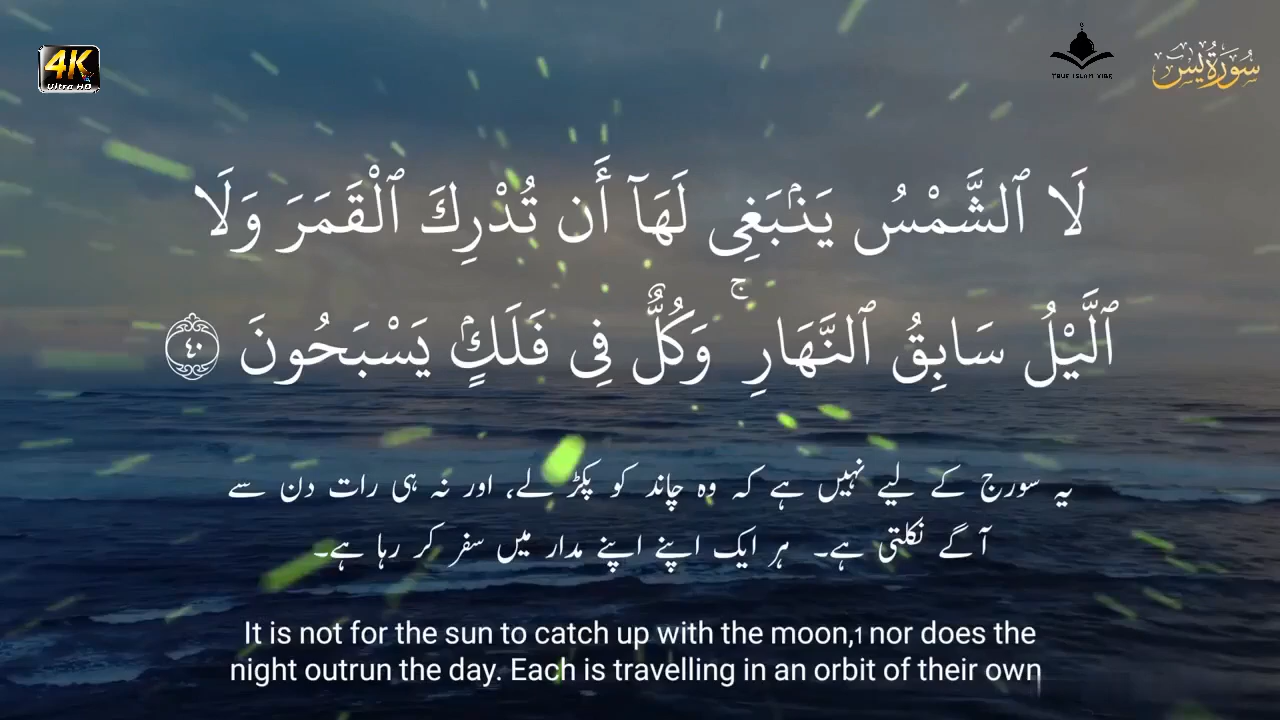 4K
Ultra HD
TRUE ISLAM VIBE
سُورَةُ يس
لَا ٱلشَّمْسُ يَنۢبَغِى لَهَآ أَن تُدْرِكَ ٱلْقَمَرَ وَلَا
ٱلَّيْلُ سَابِقُ ٱلنَّهَارِ ۚ وَكُلٌّ فِى فَلَكٍۢ يَسْبَحُونَ ٤٠
یہ سورج کے لیے نہیں ہے کہ وہ چاند کو پکڑ لے، اور نہ ہی رات دن سے
آگے نکلتی ہے۔ ہر ایک اپنے اپنے مدار میں سفر کر رہا ہے۔
It is not for the sun to catch up with the moon,1 nor does the
night outrun the day. Each is travelling in an orbit of their own